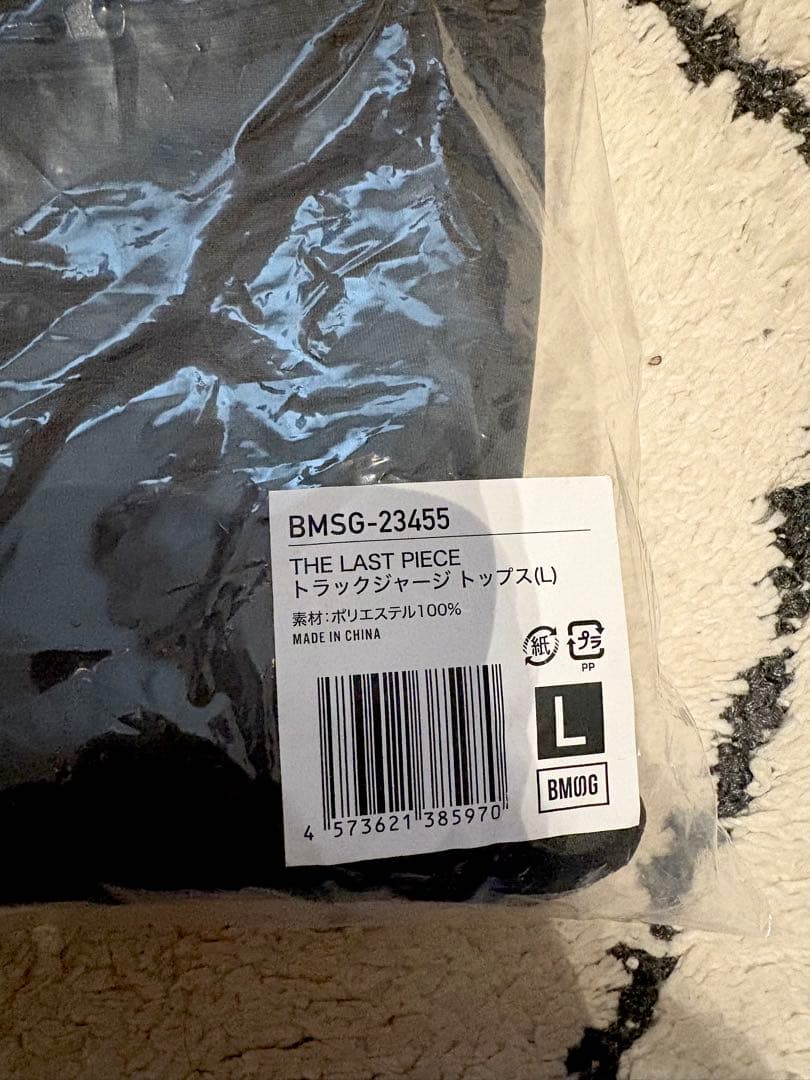 BMSG-23455
THE LAST PIECE
トラックジャージ トップス(L)
素材:ポリエステル100%
MADE IN CHINA
紙
プラ
PP
L
BMSG
4 573621 385970